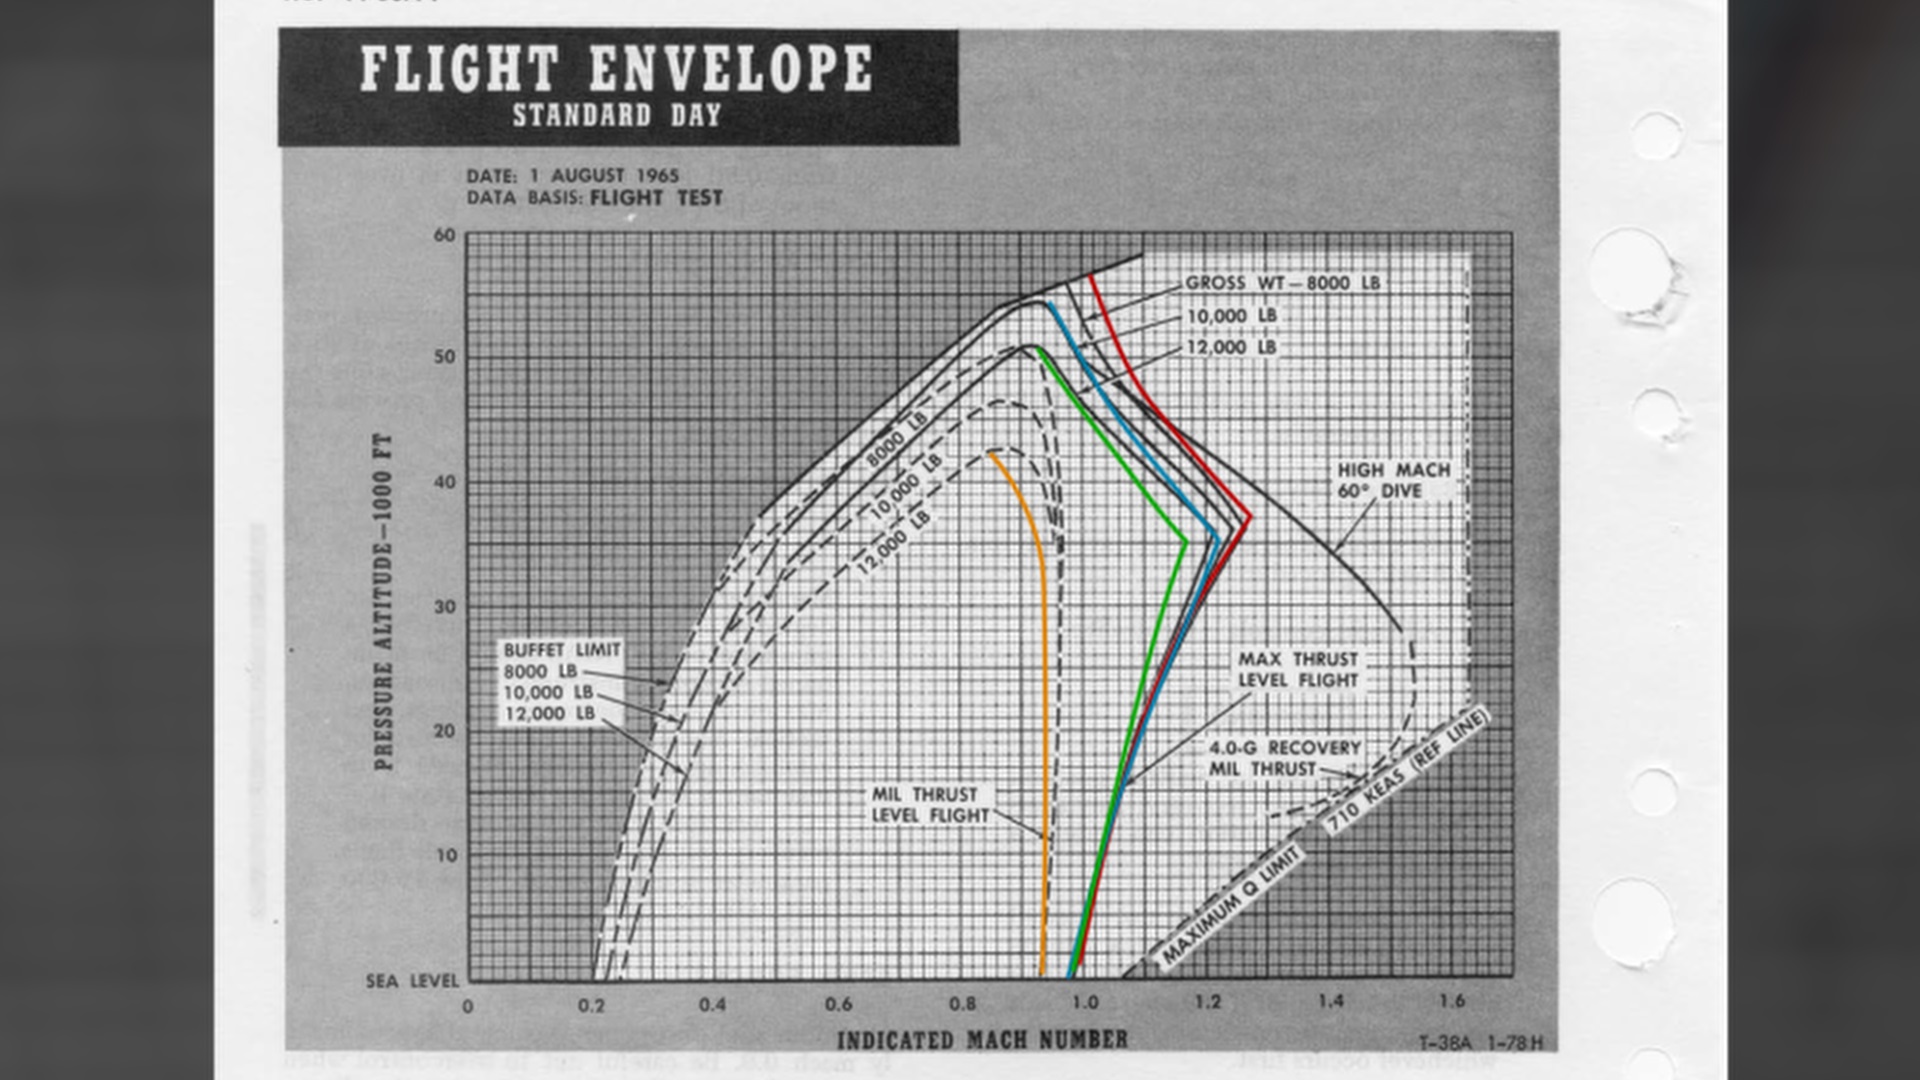 FLIGHT ENVELOPE
STANDARD DAY
DATE: 1 AUGUST 1965
DATA BASIS: FLIGHT TEST
60
50
40
30
20
10
SEA LEVEL
PRESSURE ALTITUDE—1000 FT
GROSS WT—8000 LB
10,000 LB
12,000 LB
8000 LB
10,000 LB
12,000 LB
HIGH MACH
60° DIVE
BUFFET LIMIT
8000 LB
10,000 LB
12,000 LB
MAX THRUST
LEVEL FLIGHT
4.0-G RECOVERY
MIL THRUST
710 KEAS (REF LINE)
MIL THRUST
LEVEL FLIGHT
MAXIMUM Q LIMIT
0 0.2 0.4 0.6 0.8 1.0 1.2 1.4 1.6
INDICATED MACH NUMBER
T-38A 1-78H